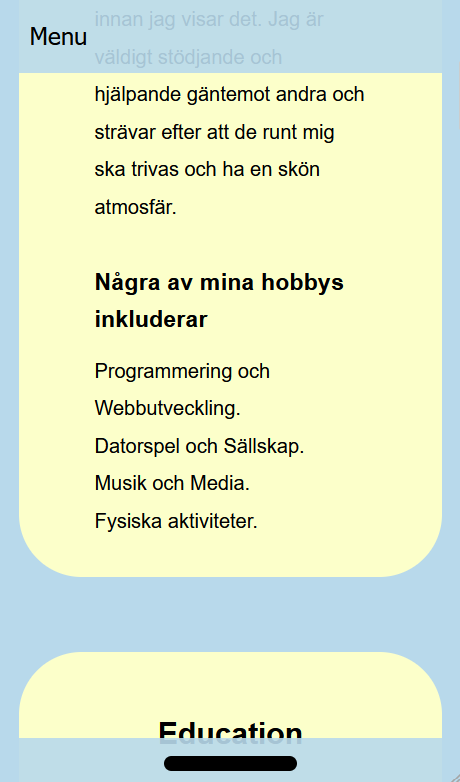 innan jag visar det. Jag är
Menu
väldigt stödjande och
hjälpande gäntemot andra och
strävar efter att de runt mig
ska trivas och ha en skön
atmosfär.
Några av mina hobbys
inkluderar
Programmering och
Webbutveckling.
Datorspel och Sällskap.
Musik och Media.
Fysiska aktiviteter.
Education